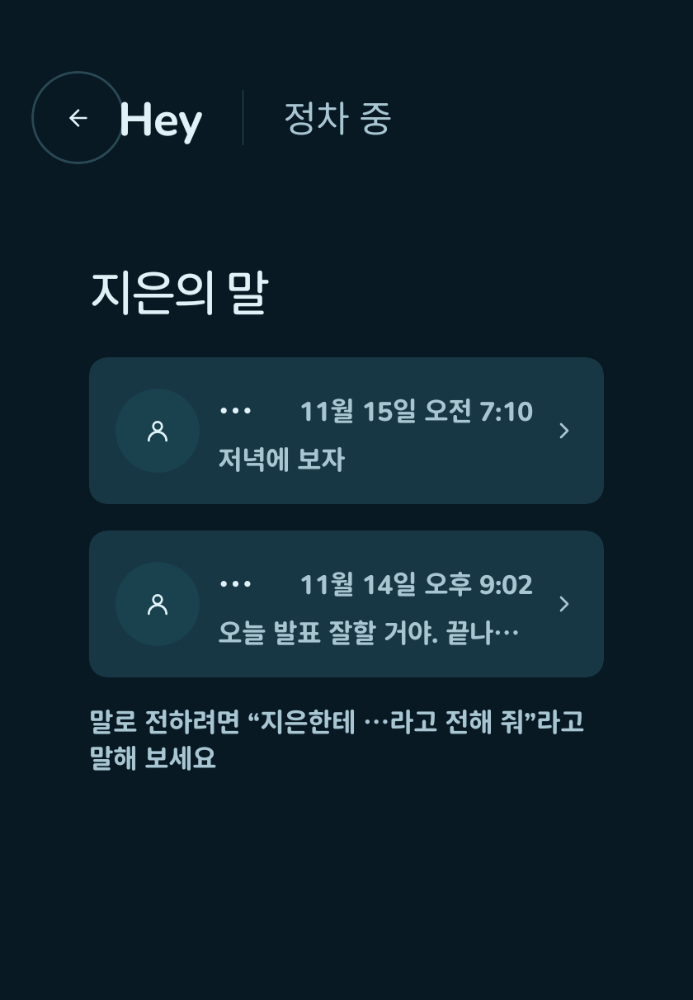 Hey
정차 중
지은의 말
… 11월 15일 오전 7:10
저녁에 보자
… 11월 14일 오후 9:02
오늘 발표 잘할 거야. 끝나…
말로 전하려면 “지은한테 …라고 전해 줘”라고
말해 보세요